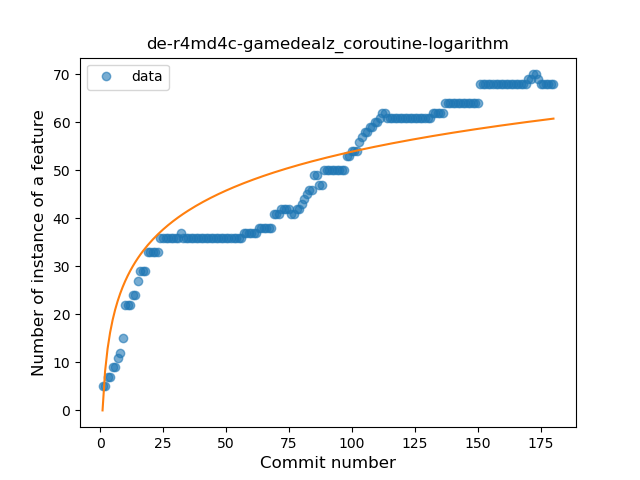 de-r4md4c-gamedealz_coroutine-logarithm
data
Number of instance of a feature
70
60
50
40
30
20
10
0
0 25 50 75 100 125 150 175
Commit number